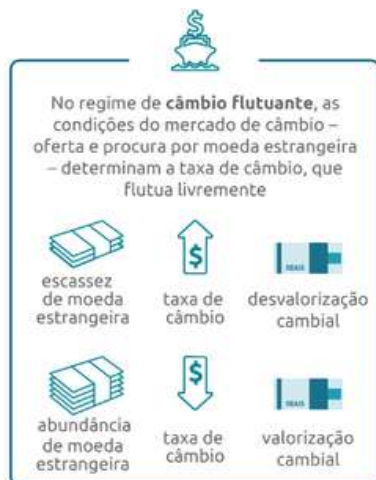 No regime de câmbio flutuante, as
condições do mercado de câmbio –
oferta e procura por moeda estrangeira
– determinam a taxa de câmbio, que
flutua livremente
$
REAIS
escassez
de moeda
estrangeira
taxa de
câmbio
desvalorização
cambial
$
REAIS
abundância
de moeda
estrangeira
taxa de
câmbio
valorização
cambial